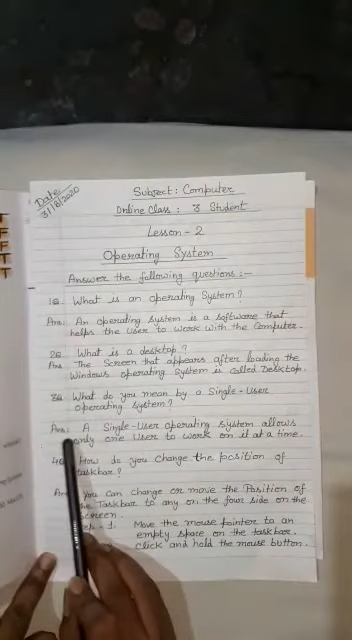 Date:
31/8/2020
Subject: Computer
Online Class: 3 Student
Lesson - 2
Operating System
Answer the following questions:-
1Q. What is an operating System?
Ans: An operating system is a software that
helps the user to work with the Computer.
2Q. What is a desktop?
Ans: The Screen that appears after loading the
Windows operating System is called Desktop.
3Q. What do you mean by a Single-User
operating System?
Ans: A Single-User operating system allows
only one User to work on it at a time.
4Q. How do you change the position of
taskbar?
You can change or move the Position of
the Taskbar to any on the four side on the
Screen.
1. Move the mouse pointer to an
empty space on the taskbar.
Click and hold the mouse button.
T
F
F
T
T